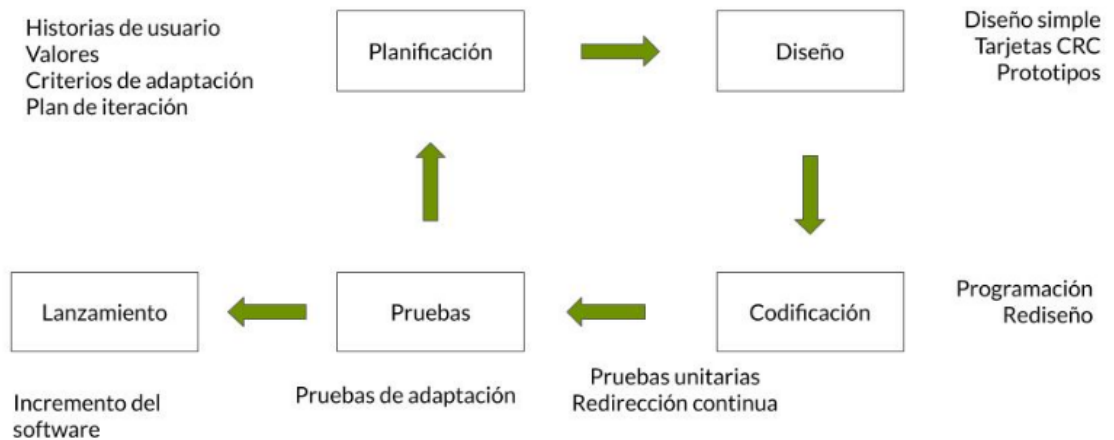 Historias de usuario
Valores
Criterios de adaptación
Plan de iteración
Planificación
Diseño
Diseño simple
Tarjetas CRC
Prototipos
Lanzamiento
Pruebas
Codificación
Programación
Rediseño
Incremento del
software
Pruebas de adaptación
Pruebas unitarias
Redirección continua